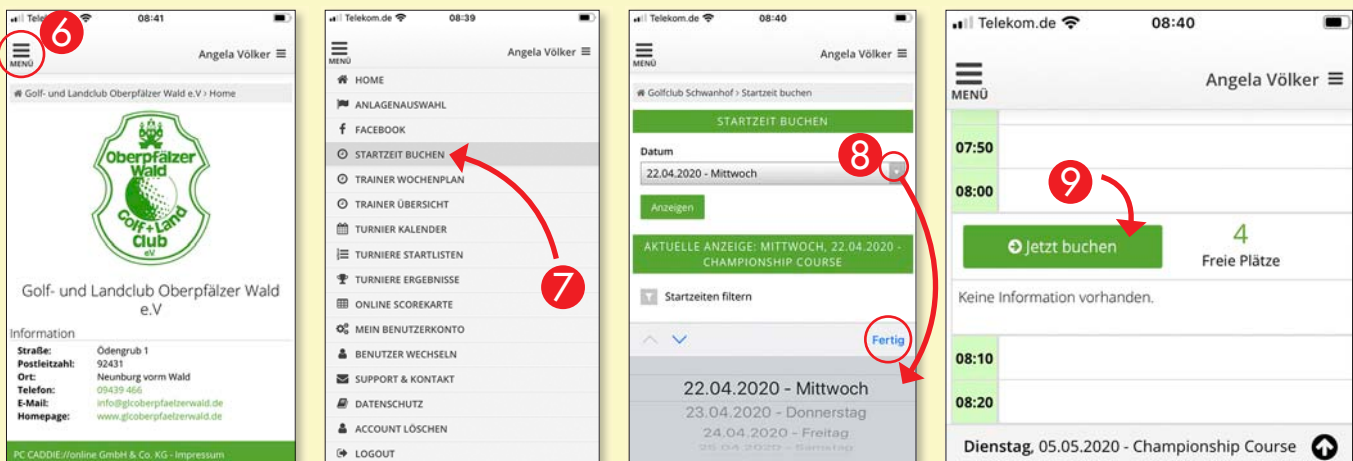 Telekom.de 08:41
6
MENÜ
Angela Völker
Golf- und Landclub Oberpfälzer Wald e.V › Home
Oberpfälzer
Wald
Golf+Land
Club
eV
Golf- und Landclub Oberpfälzer Wald
e.V
Information
Straße: Ödengrub 1
Postleitzahl: 92431
Ort: Neunburg vorm Wald
Telefon: 09439 466
E-Mail: info@glcoberpfaelzerwald.de
Homepage: www.glcoberpfaelzerwald.de
PC CADDIE://online GmbH & Co. KG - Impressum
Telekom.de 08:39
MENÜ
Angela Völker
HOME
ANLAGENAUSWAHL
FACEBOOK
STARTZEIT BUCHEN
TRAINER WOCHENPLAN
TRAINER ÜBERSICHT
TURNIER KALENDER
TURNIERE STARTLISTEN
TURNIERE ERGEBNISSE
ONLINE SCOREKARTE
MEIN BENUTZERKONTO
BENUTZER WECHSELN
SUPPORT & KONTAKT
DATENSCHUTZ
ACCOUNT LÖSCHEN
LOGOUT
7
Telekom.de 08:40
MENÜ
Angela Völker
Golfclub Schwanhof › Startzeit buchen
STARTZEIT BUCHEN
Datum
8
22.04.2020 - Mittwoch
Anzeigen
AKTUELLE ANZEIGE: MITTWOCH, 22.04.2020 -
CHAMPIONSHIP COURSE
Startzeiten filtern
Fertig
22.04.2020 - Mittwoch
23.04.2020 - Donnerstag
24.04.2020 - Freitag
25.04.2020 - Samstag
Telekom.de 08:40
MENÜ
Angela Völker
07:50
08:00
9
Jetzt buchen
4
Freie Plätze
Keine Information vorhanden.
08:10
08:20
Dienstag, 05.05.2020 - Championship Course